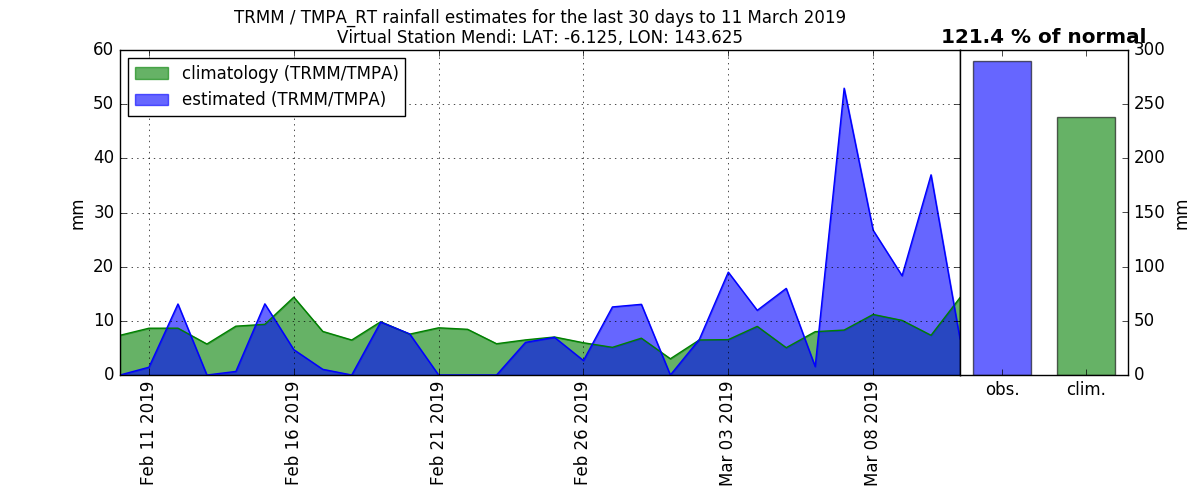 TRMM / TMPA_RT rainfall estimates for the last 30 days to 11 March 2019
Virtual Station Mendi: LAT: -6.125, LON: 143.625
121.4 % of normal
climatology (TRMM/TMPA)
estimated (TRMM/TMPA)
60
50
40
30
20
10
0
mm
Feb 11 2019
Feb 16 2019
Feb 21 2019
Feb 26 2019
Mar 03 2019
Mar 08 2019
obs.
clim.
300
250
200
150
100
50
0
mm